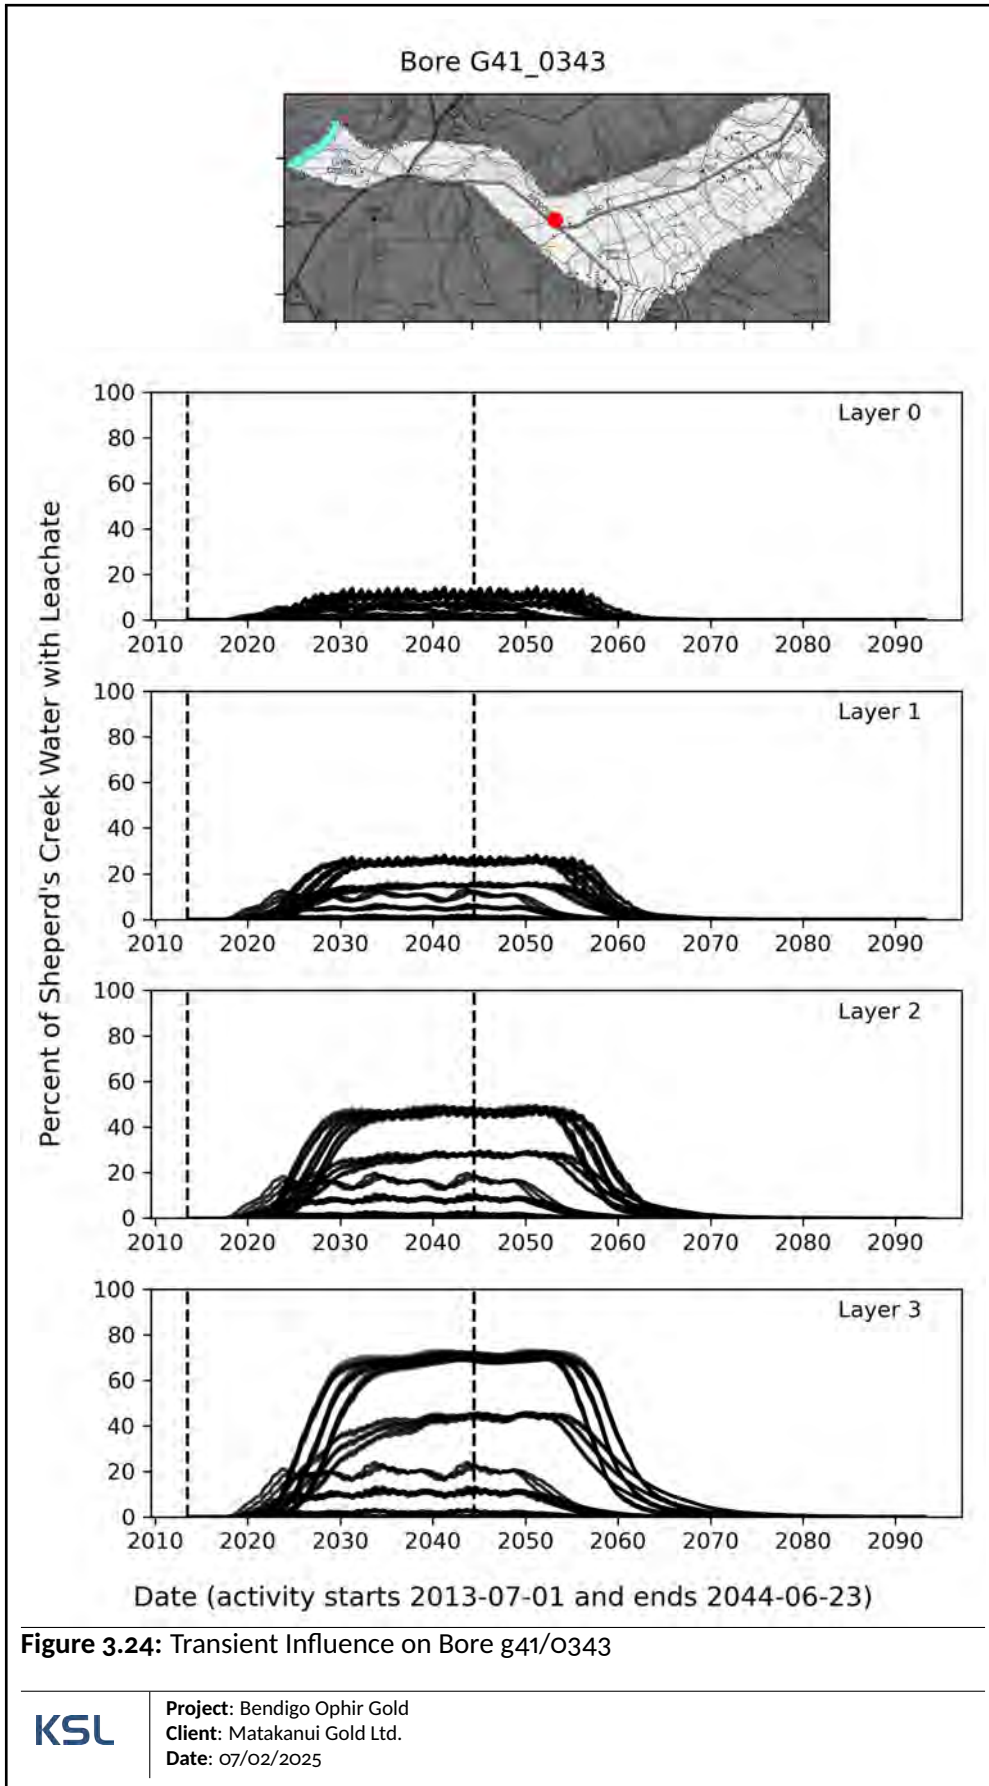 Bore G41_0343
Percent of Sheperd's Creek Water with Leachate
Layer 0
100
80
60
40
20
0
2010 2020 2030 2040 2050 2060 2070 2080 2090
Layer 1
100
80
60
40
20
0
2010 2020 2030 2040 2050 2060 2070 2080 2090
Layer 2
100
80
60
40
20
0
2010 2020 2030 2040 2050 2060 2070 2080 2090
Layer 3
100
80
60
40
20
0
2010 2020 2030 2040 2050 2060 2070 2080 2090
Date (activity starts 2013-07-01 and ends 2044-06-23)
Figure 3.24: Transient Influence on Bore g41/0343
KSL
Project: Bendigo Ophir Gold
Client: Matakanui Gold Ltd.
Date: 07/02/2025